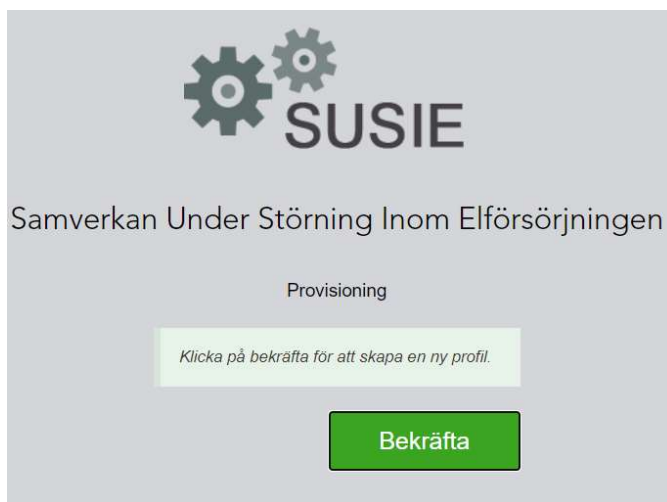 SUSIE
Samverkan Under Störning Inom Elförsörjningen
Provisioning
Klicka på bekräfta för att skapa en ny profil.
Bekräfta